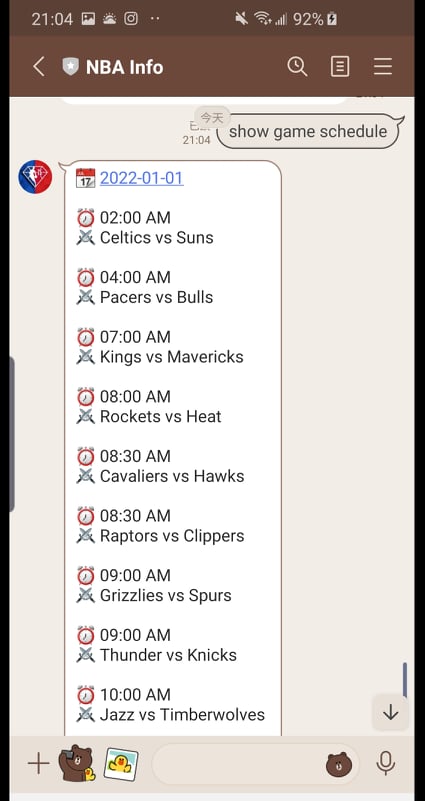 21:04
92%
NBA Info
今天
show game schedule
21:04
2022-01-01
02:00 AM
Celtics vs Suns
04:00 AM
Pacers vs Bulls
07:00 AM
Kings vs Mavericks
08:00 AM
Rockets vs Heat
08:30 AM
Cavaliers vs Hawks
08:30 AM
Raptors vs Clippers
09:00 AM
Grizzlies vs Spurs
09:00 AM
Thunder vs Knicks
10:00 AM
Jazz vs Timberwolves